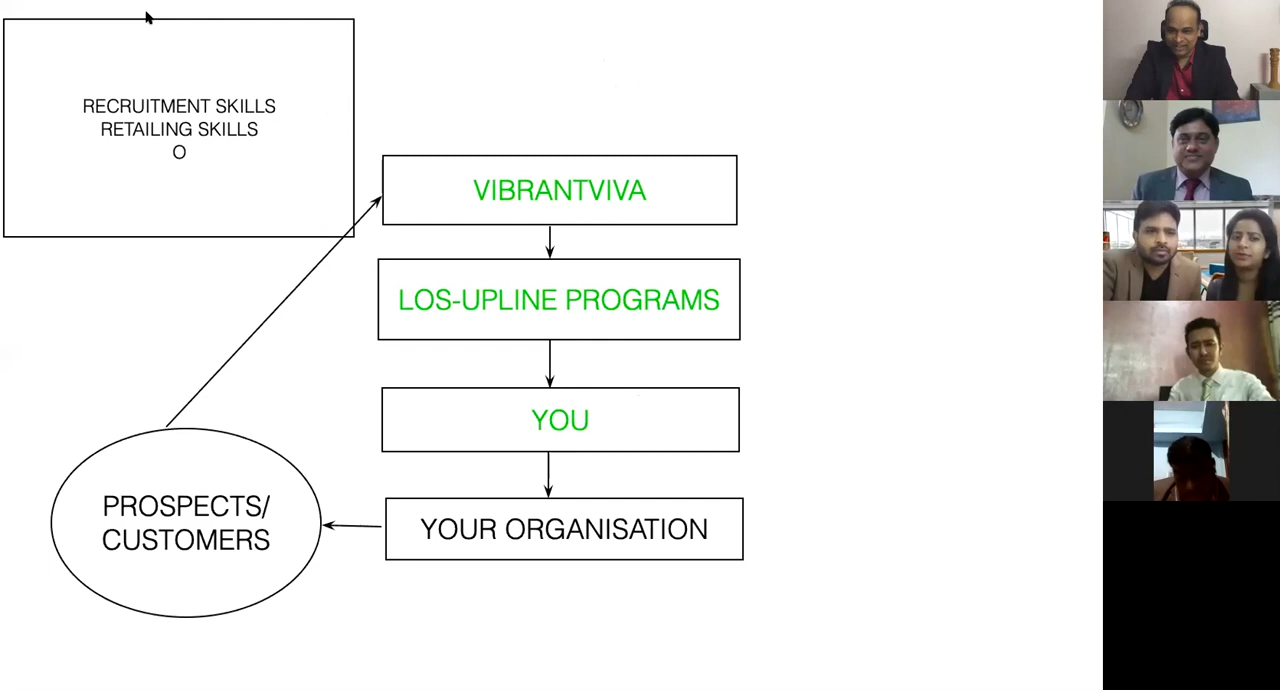 RECRUITMENT SKILLS
RETAILING SKILLS
O
VIBRANTVIVA
LOS-UPLINE PROGRAMS
YOU
YOUR ORGANISATION
PROSPECTS/
CUSTOMERS